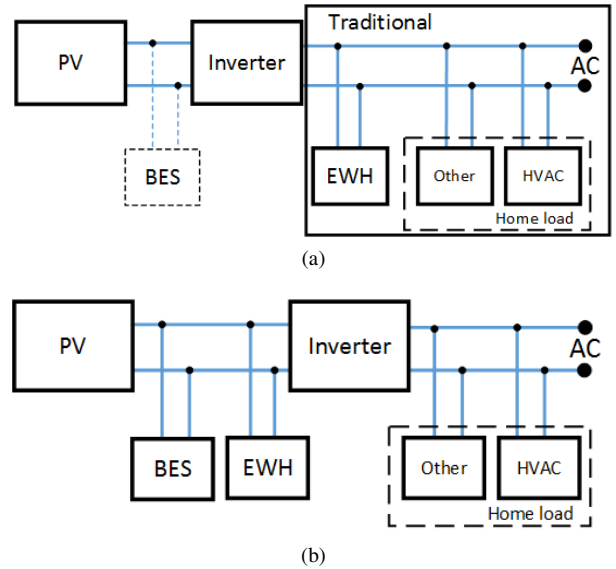 Traditional
PV
Inverter
AC
BES
EWH
Other
HVAC
Home load
(a)
PV
Inverter
AC
BES
EWH
Other
HVAC
Home load
(b)